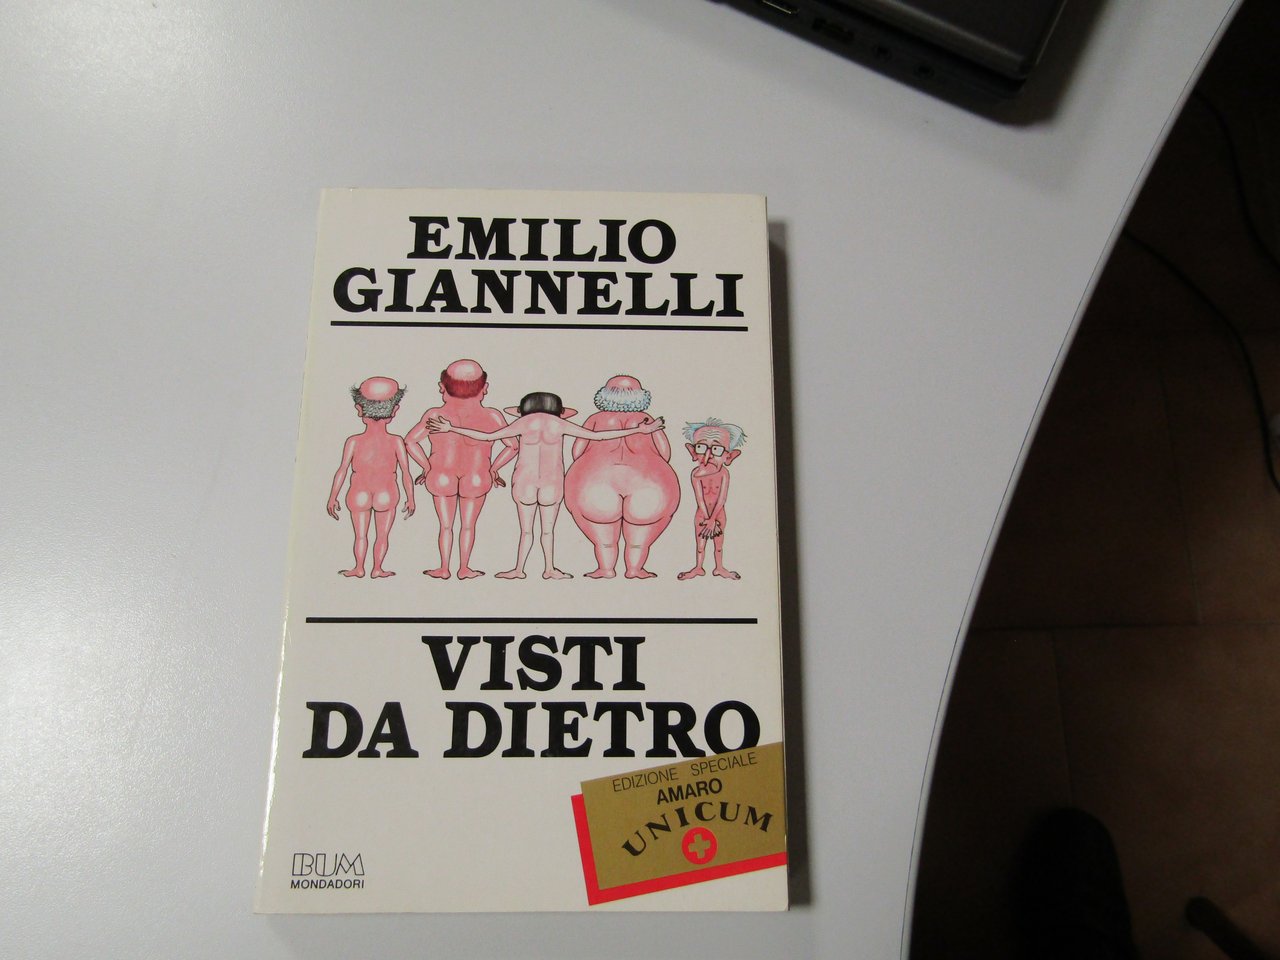 EMILIO
GIANNELLI
VISTI
DA DIETRO
EDIZIONE SPECIALE
AMARO
UNICUM
BUM
MONDADORI